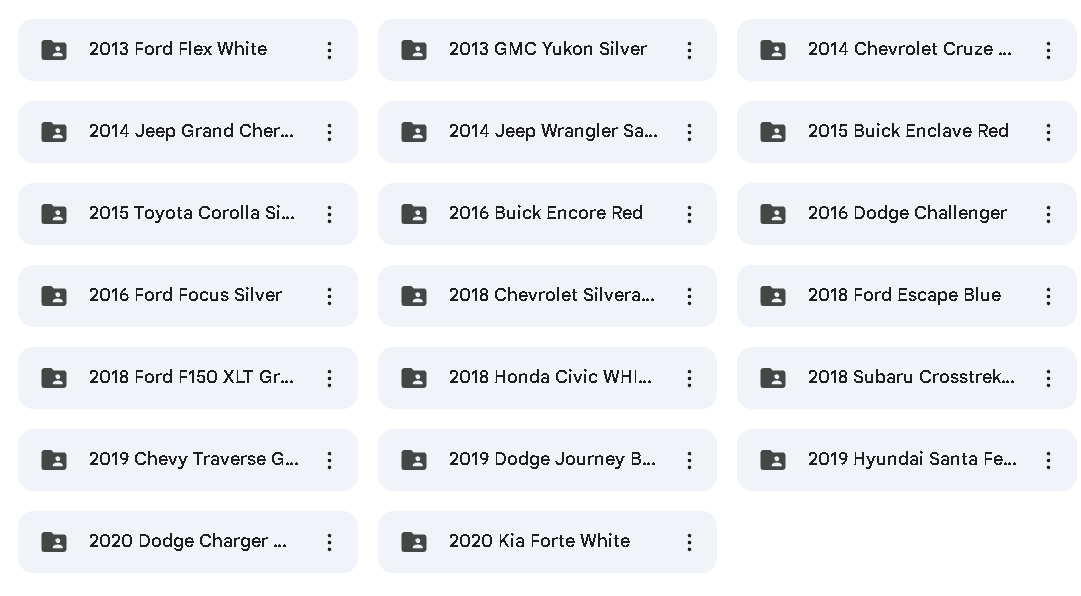 2013 Ford Flex White
2013 GMC Yukon Silver
2014 Chevrolet Cruze ...
2014 Jeep Grand Cher...
2014 Jeep Wrangler Sa...
2015 Buick Enclave Red
2015 Toyota Corolla Si...
2016 Buick Encore Red
2016 Dodge Challenger
2016 Ford Focus Silver
2018 Chevrolet Silvera...
2018 Ford Escape Blue
2018 Ford F150 XLT Gr...
2018 Honda Civic WHI...
2018 Subaru Crosstrek...
2019 Chevy Traverse G...
2019 Dodge Journey B...
2019 Hyundai Santa Fe...
2020 Dodge Charger ...
2020 Kia Forte White